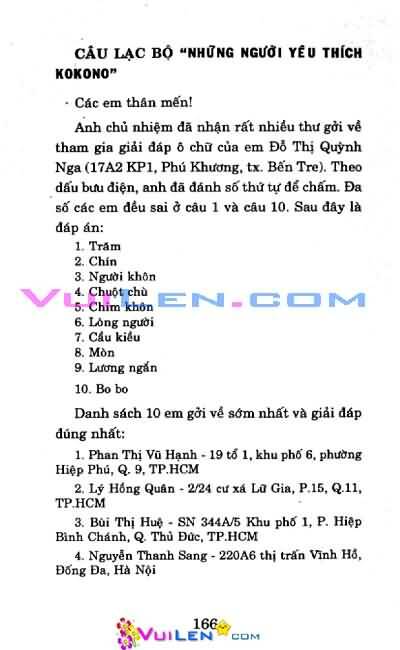 CÂU LẠC BỘ “NHỮNG NGƯỜI YÊU THÍCH
KOKONO”
- Các em thân mến!
Anh chủ nhiệm đã nhận rất nhiều thư gởi về
tham gia giải đáp ô chữ của em Đỗ Thị Quỳnh
Nga (17A2 KP1, Phú Khương, tx. Bến Tre). Theo
dấu bưu điện, anh đã đánh số thứ tự để chấm. Đa
số các em đều sai ở câu 1 và câu 10. Sau đây là
đáp án:
1. Trăm
2. Chín
3. Người khôn
4. Chuột chù
5. Chim khôn
6. Lòng người
7. Cầu kiều
8. Mòn
9. Lương ngắn
10. Bo bo
VUILEN.COM
Danh sách 10 em gởi về sớm nhất và giải đáp
đúng nhất:
1. Phan Thị Vũ Hạnh - 19 tổ 1, khu phố 6, phường
Hiệp Phú, Q. 9, TP.HCM
2. Lý Hồng Quân - 2/24 cư xá Lữ Gia, P.15, Q.11,
TP.HCM
3. Bùi Thị Huệ - SN 344A/5 Khu phố 1, P. Hiệp
Bình Chánh, Q. Thủ Đức, TP.HCM
4. Nguyễn Thanh Sang - 220A6 thị trấn Vĩnh Hồ,
Đống Đa, Hà Nội
166
VUILEN.COM